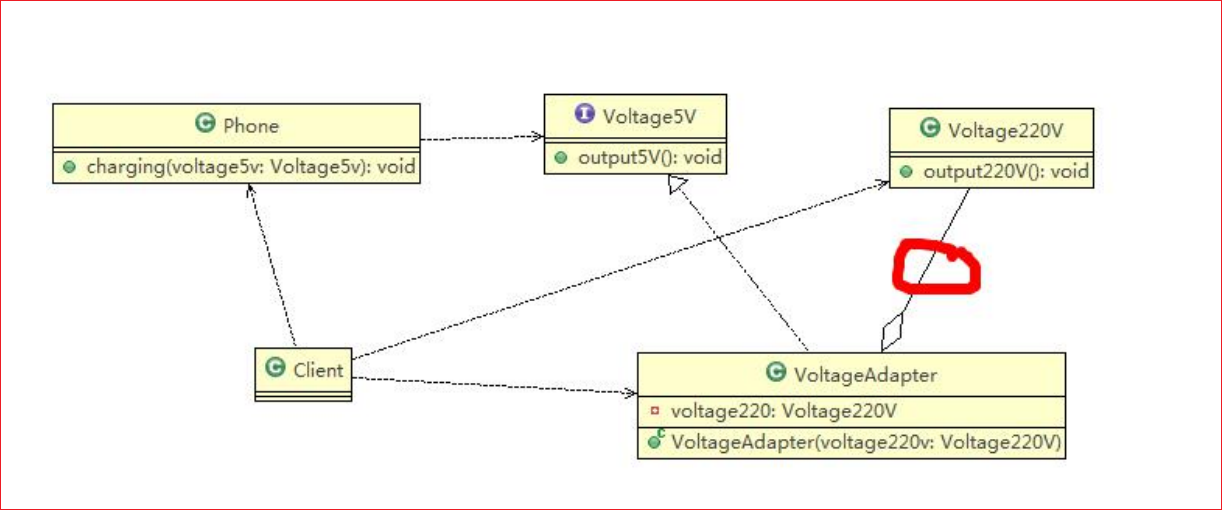 Phone
charging(voltage5v: Voltage5v): void
I
Voltage5V
output5V(): void
C
Voltage220V
output220V(): void
C
Client
C
VoltageAdapter
voltage220: Voltage220V
C
VoltageAdapter(voltage220v: Voltage220V)